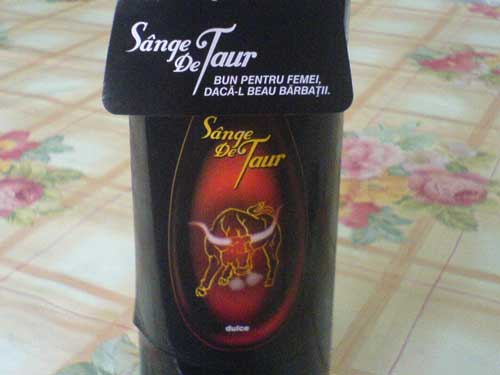 Sânge
De Taur
BUN PENTRU FEMEI,
DACĂ-L BEAU BĂRBAȚII.
Sânge
De Taur
dulce